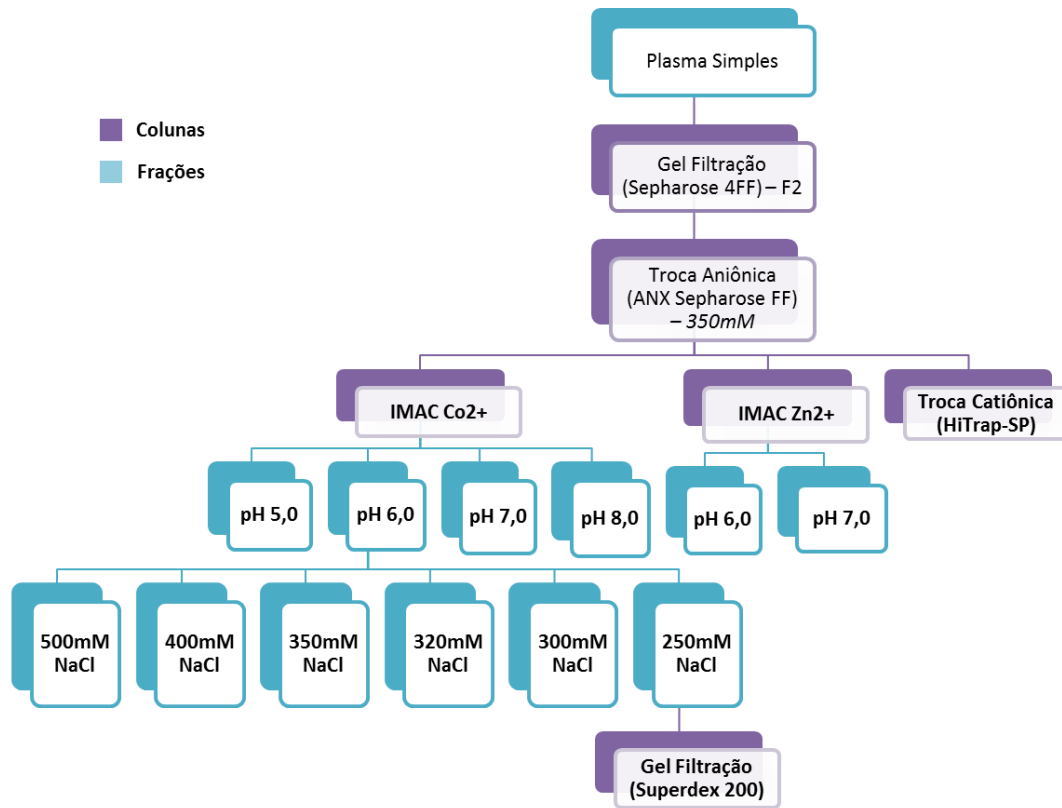 Plasma Simples
Colunas
Frações
Gel Filtração
(Sepharose 4FF) – F2
Troca Aniônica
(ANX Sepharose FF)
– 350mM
IMAC Co2+
IMAC Zn2+
Troca Catiônica
(HiTrap-SP)
pH 5,0
pH 6,0
pH 7,0
pH 8,0
pH 6,0
pH 7,0
500mM
NaCl
400mM
NaCl
350mM
NaCl
320mM
NaCl
300mM
NaCl
250mM
NaCl
Gel Filtração
(Superdex 200)